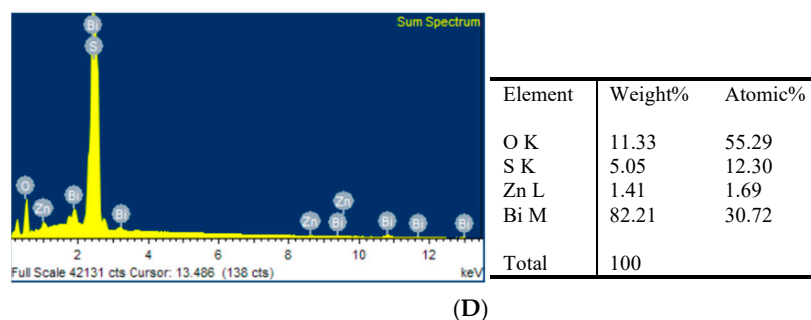 Sum Spectrum
Bi
S
O
Zn
Bi
Bi
Zn
Zn
Bi
Bi
Bi
Bi
2 4 6 8 10 12
Full Scale 42131 cts Cursor: 13.486 (138 cts) keV
Element Weight% Atomic%
O K 11.33 55.29
S K 5.05 12.30
Zn L 1.41 1.69
Bi M 82.21 30.72
Total 100
(D)